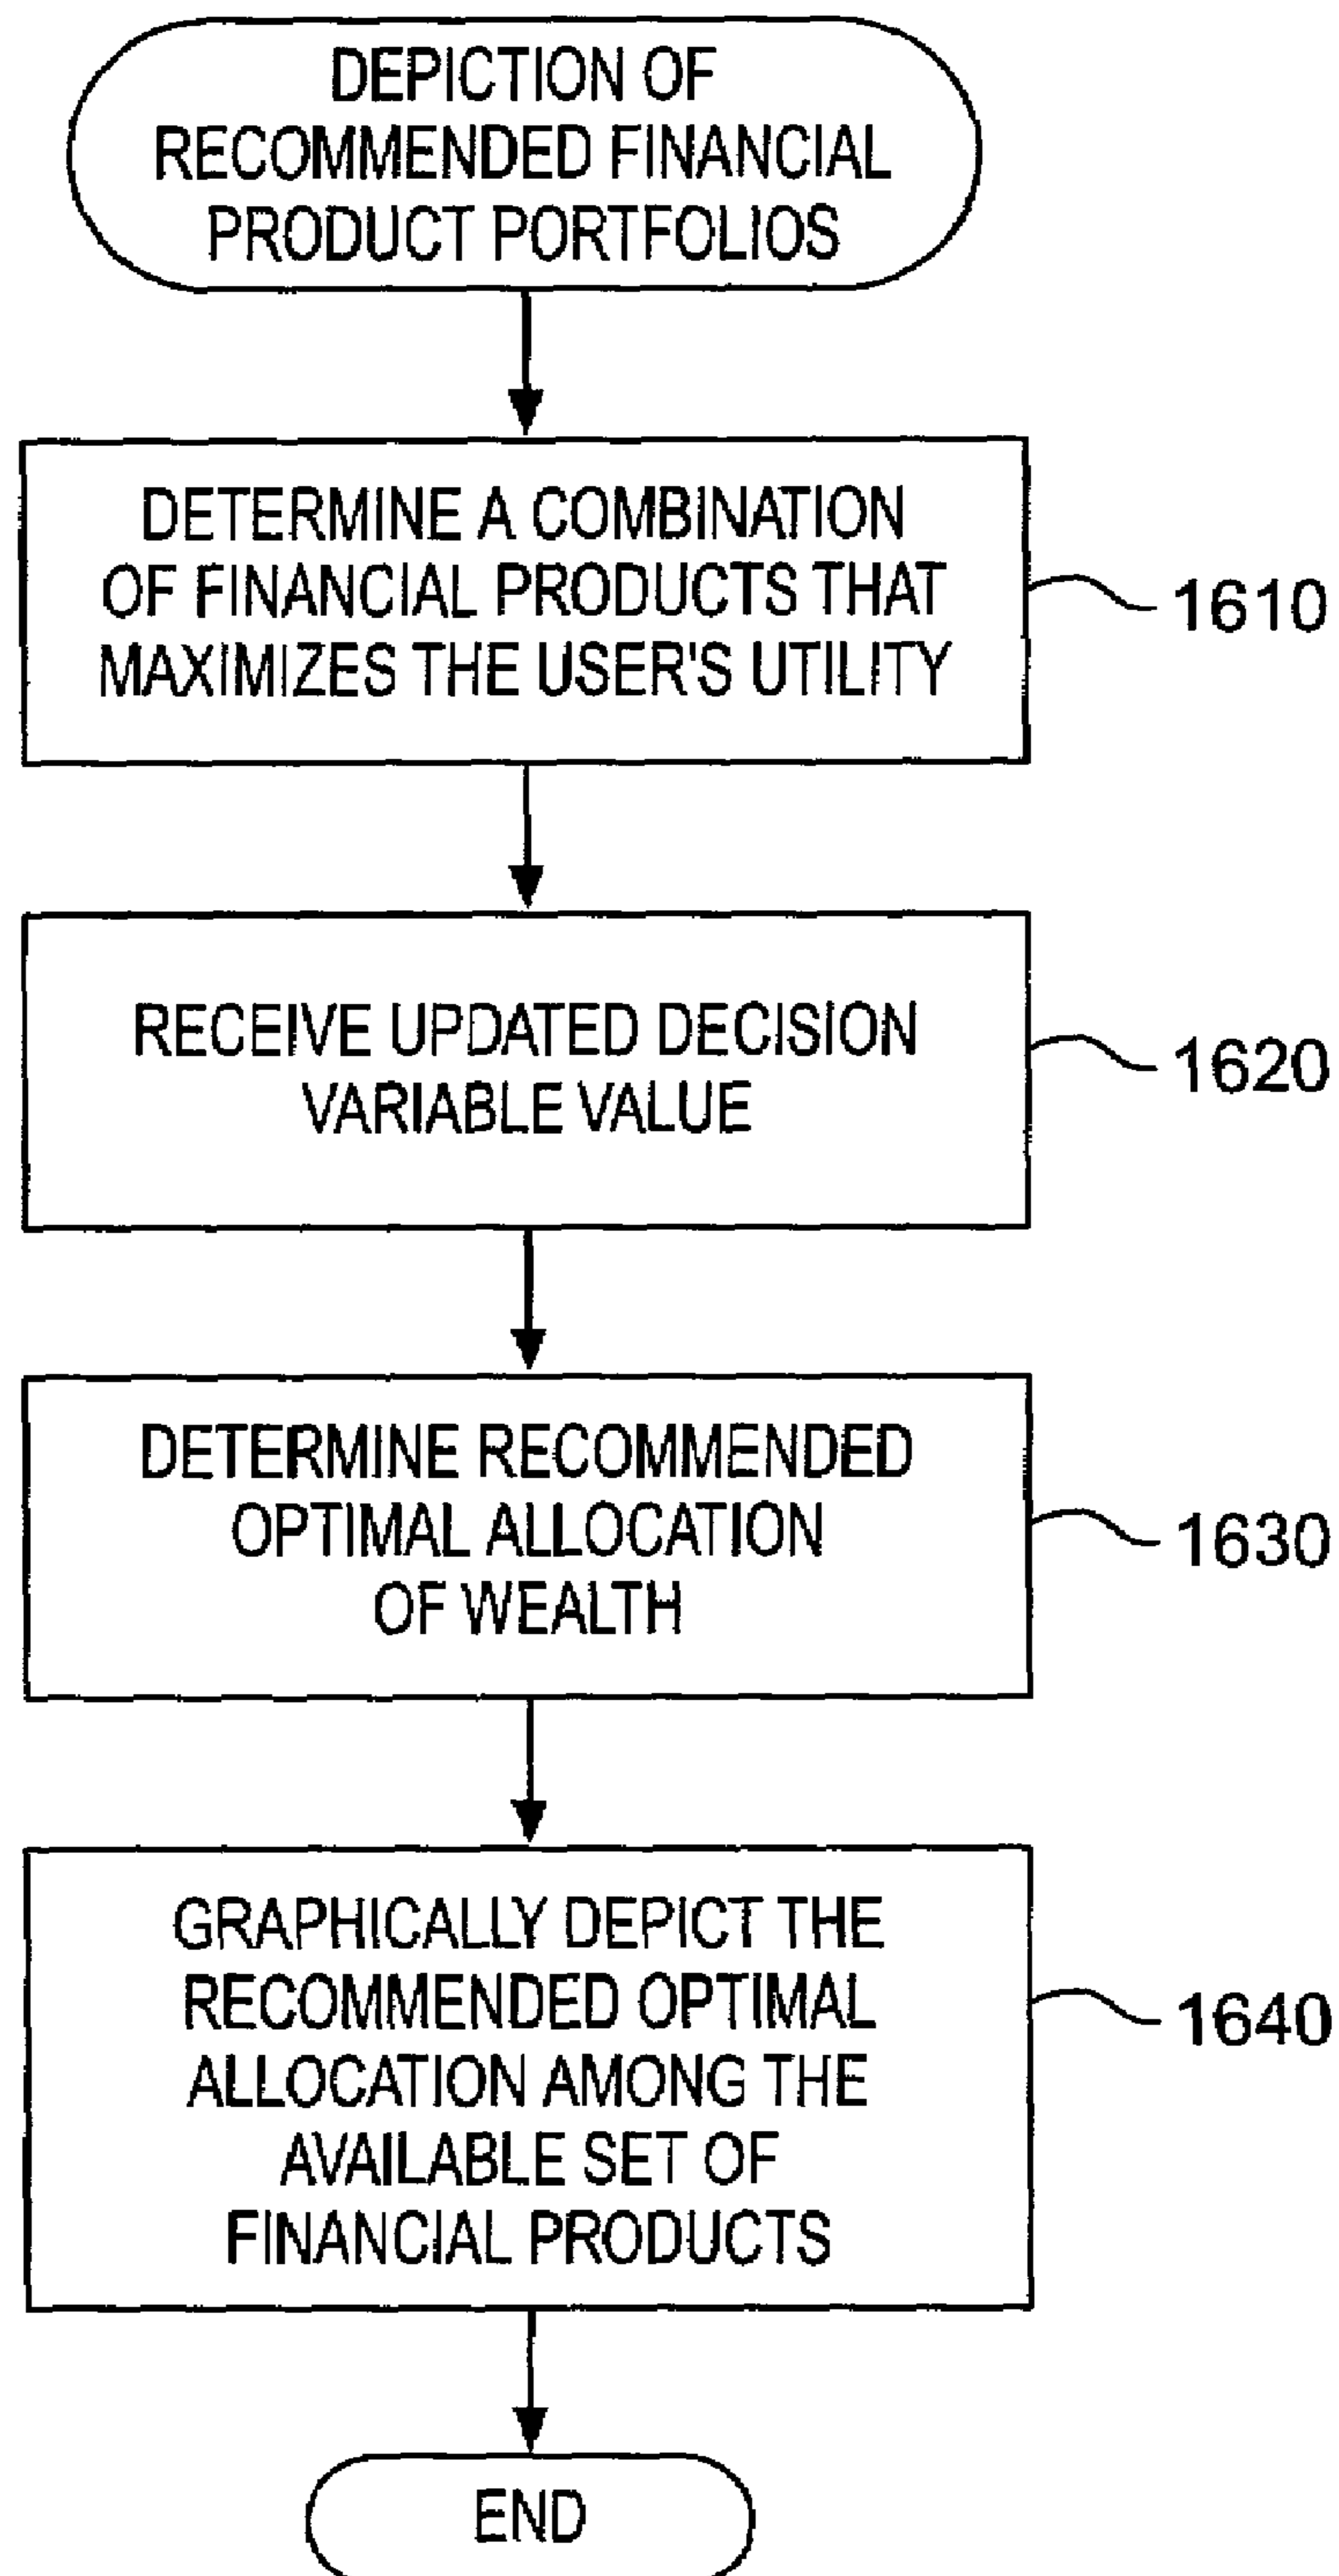 DEPICTION OF
RECOMMENDED FINANCIAL
PRODUCT PORTFOLIOS
DETERMINE A COMBINATION
OF FINANCIAL PRODUCTS THAT
MAXIMIZES THE USER'S UTILITY
1610
RECEIVE UPDATED DECISION
VARIABLE VALUE
1620
DETERMINE RECOMMENDED
OPTIMAL ALLOCATION
OF WEALTH
1630
GRAPHICALLY DEPICT THE
RECOMMENDED OPTIMAL
ALLOCATION AMONG THE
AVAILABLE SET OF
FINANCIAL PRODUCTS
1640
END